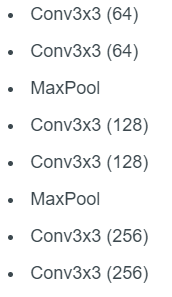 • Conv3x3 (64)
• Conv3x3 (64)
• MaxPool
• Conv3x3 (128)
• Conv3x3 (128)
• MaxPool
• Conv3x3 (256)
• Conv3x3 (256)